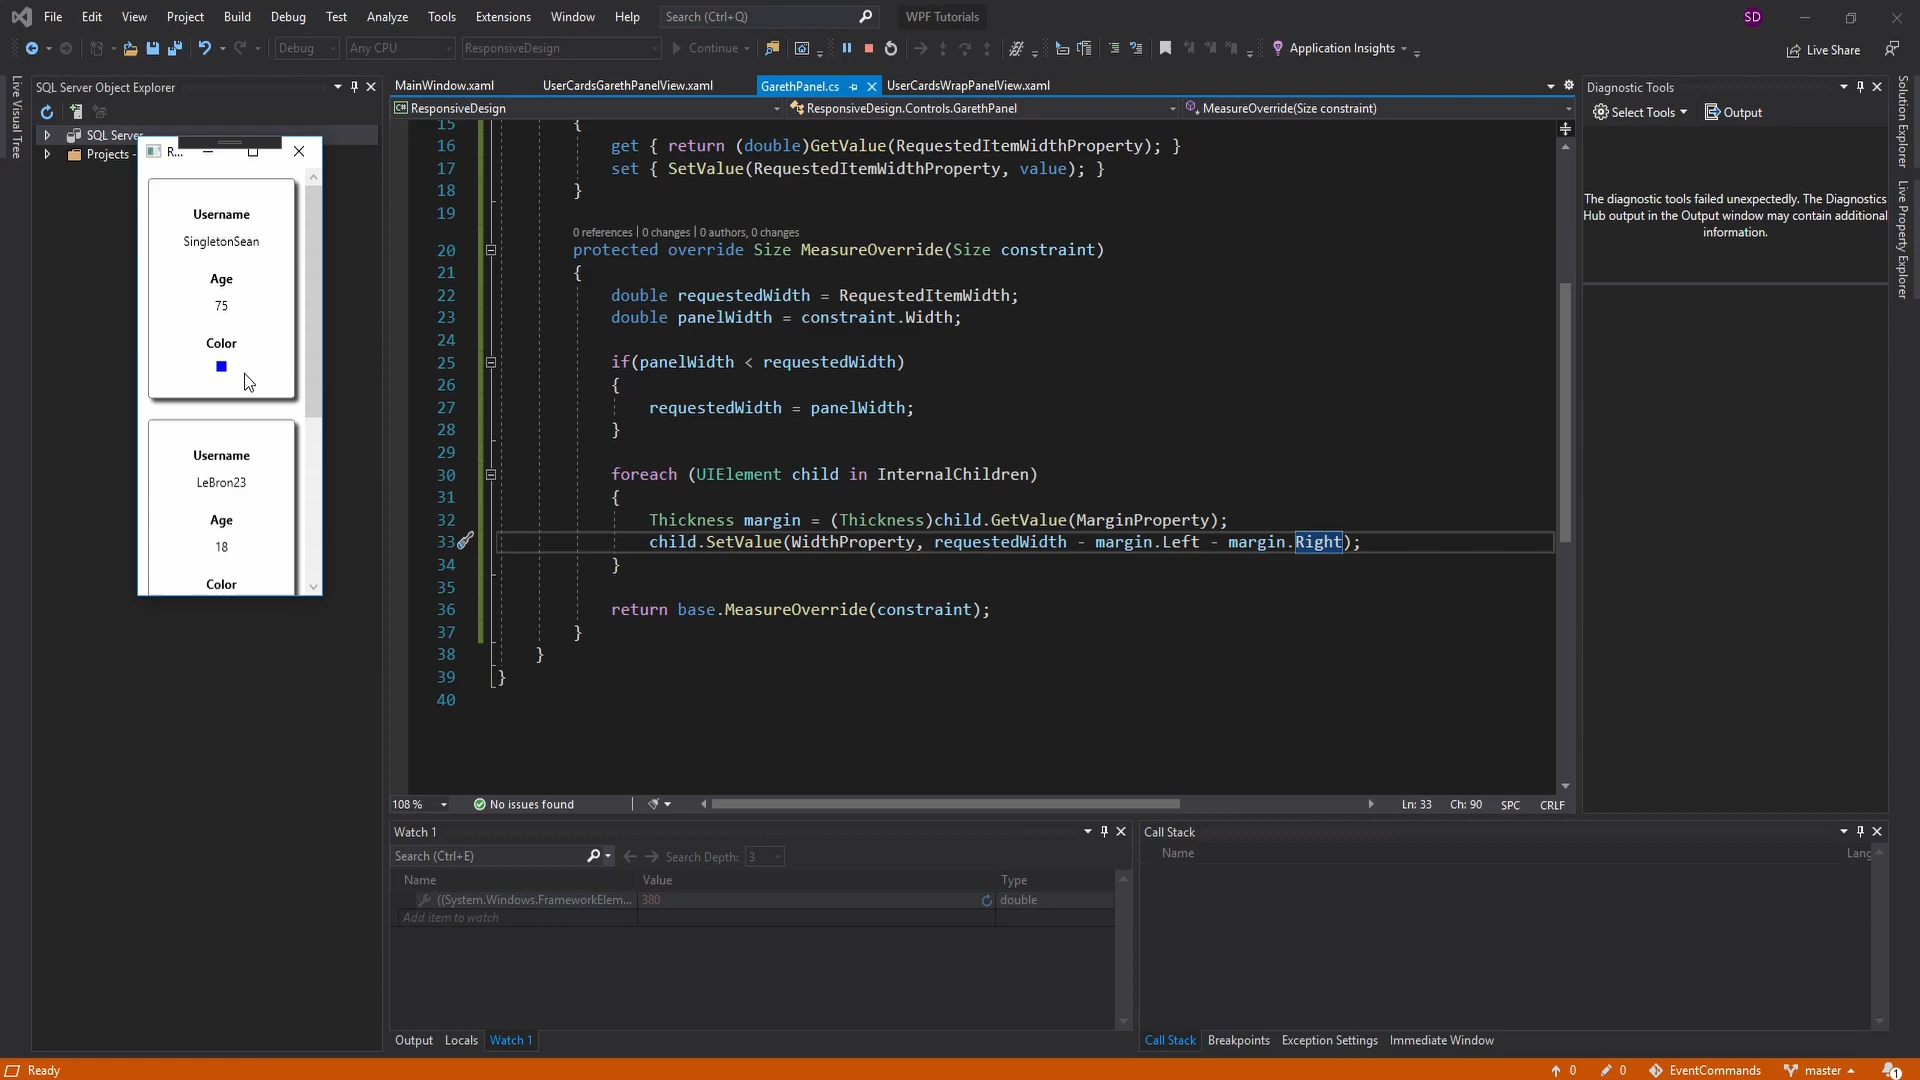 File Edit View Project Build Debug Test Analyze Tools Extensions Window Help Search (Ctrl+Q) WPF Tutorials SD
Debug Any CPU ResponsiveDesign Continue Application Insights Live Share
Live Visual Tree
SQL Server Object Explorer
SQL Server
Projects -
R...
Username
SingletonSean
Age
75
Color
Username
LeBron23
Age
18
Color
MainWindow.xaml UserCardsGarethPanelView.xaml GarethPanel.cs UserCardsWrapPanelView.xaml
ResponsiveDesign ResponsiveDesign.Controls.GarethPanel MeasureOverride(Size constraint)
15 {
16 get { return (double)GetValue(RequestedItemWidthProperty); }
17 set { SetValue(RequestedItemWidthProperty, value); }
18 }
19
0 references | 0 changes | 0 authors, 0 changes
20 protected override Size MeasureOverride(Size constraint)
21 {
22 double requestedWidth = RequestedItemWidth;
23 double panelWidth = constraint.Width;
24
25 if(panelWidth < requestedWidth)
26 {
27 requestedWidth = panelWidth;
28 }
29
30 foreach (UIElement child in InternalChildren)
31 {
32 Thickness margin = (Thickness)child.GetValue(MarginProperty);
33 child.SetValue(WidthProperty, requestedWidth - margin.Left - margin.Right);
34 }
35
36 return base.MeasureOverride(constraint);
37 }
38 }
39 }
40
108 % No issues found Ln: 33 Ch: 90 SPC CRLF
Watch 1
Search (Ctrl+E) Search Depth: 3
Name Value Type
((System.Windows.FrameworkElem... 380 double
Add item to watch
Output Locals Watch 1
Call Stack
Name Lang
Call Stack Breakpoints Exception Settings Immediate Window
Diagnostic Tools
Select Tools Output
The diagnostic tools failed unexpectedly. The Diagnostics
Hub output in the Output window may contain additional
information.
Solution Explorer
Live Property Explorer
Ready 0 0 EventCommands master 1